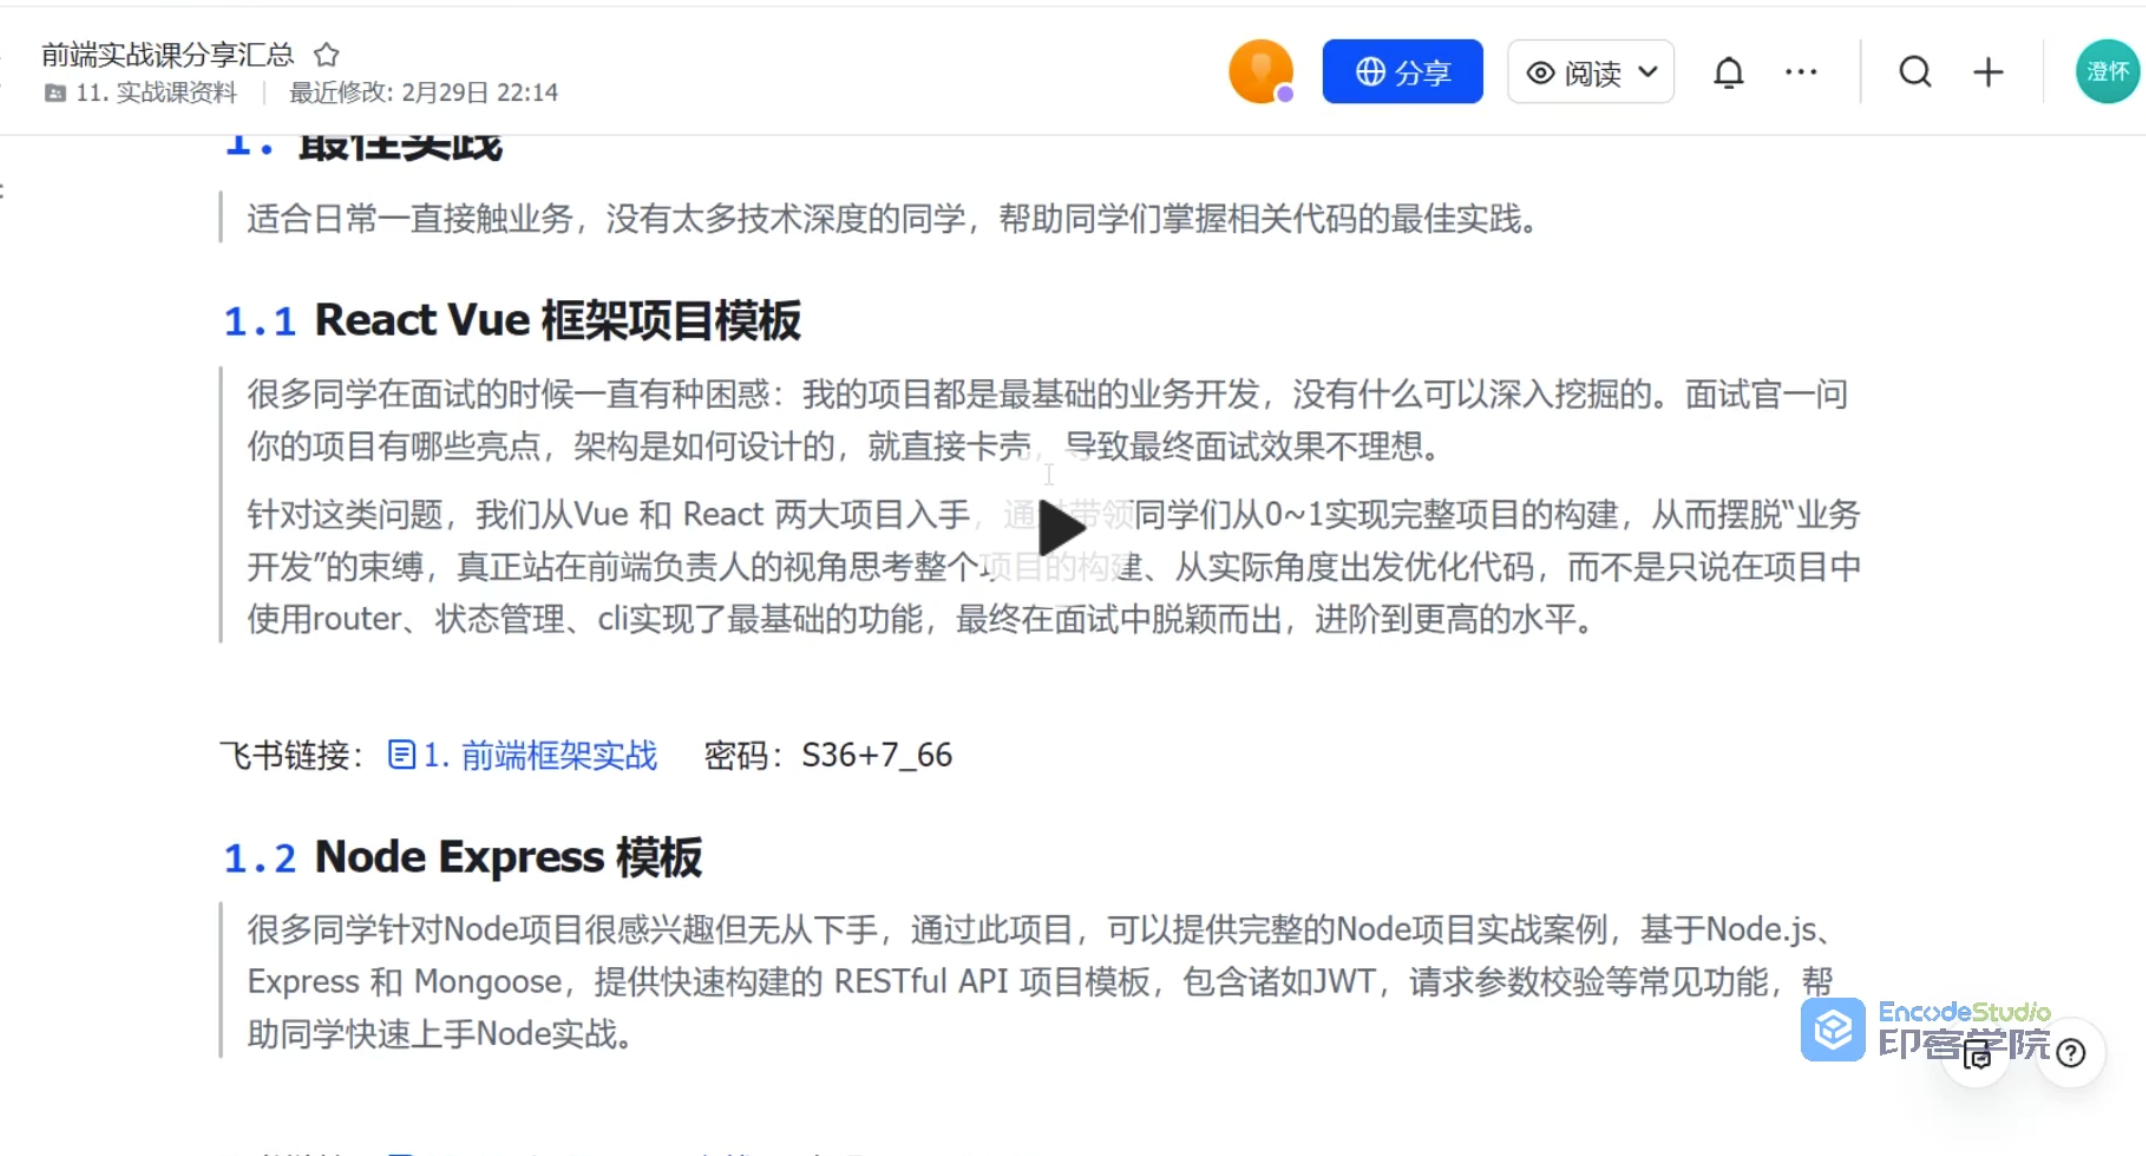 前端实战课分享汇总
分享
阅读
澄怀
11. 实战课资料 | 最近修改: 2月29日 22:14
1. 最佳实践
适合日常一直接触业务，没有太多技术深度的同学，帮助同学们掌握相关代码的最佳实践。
1.1 React Vue 框架项目模板
很多同学在面试的时候一直有种困惑：我的项目都是最基础的业务开发，没有什么可以深入挖掘的。面试官一问
你的项目有哪些亮点，架构是如何设计的，就直接卡壳，导致最终面试效果不理想。
针对这类问题，我们从Vue 和 React 两大项目入手，通过带领同学们从0~1实现完整项目的构建，从而摆脱“业务
开发”的束缚，真正站在前端负责人的视角思考整个项目的构建、从实际角度出发优化代码，而不是只说在项目中
使用router、状态管理、cli实现了最基础的功能，最终在面试中脱颖而出，进阶到更高的水平。
飞书链接： 1. 前端框架实战 密码：S36+7_66
1.2 Node Express 模板
很多同学针对Node项目很感兴趣但无从下手，通过此项目，可以提供完整的Node项目实战案例，基于Node.js、
Express 和 Mongoose，提供快速构建的 RESTful API 项目模板，包含诸如JWT，请求参数校验等常见功能，帮
助同学快速上手Node实战。
EncodeStudio
印客学院